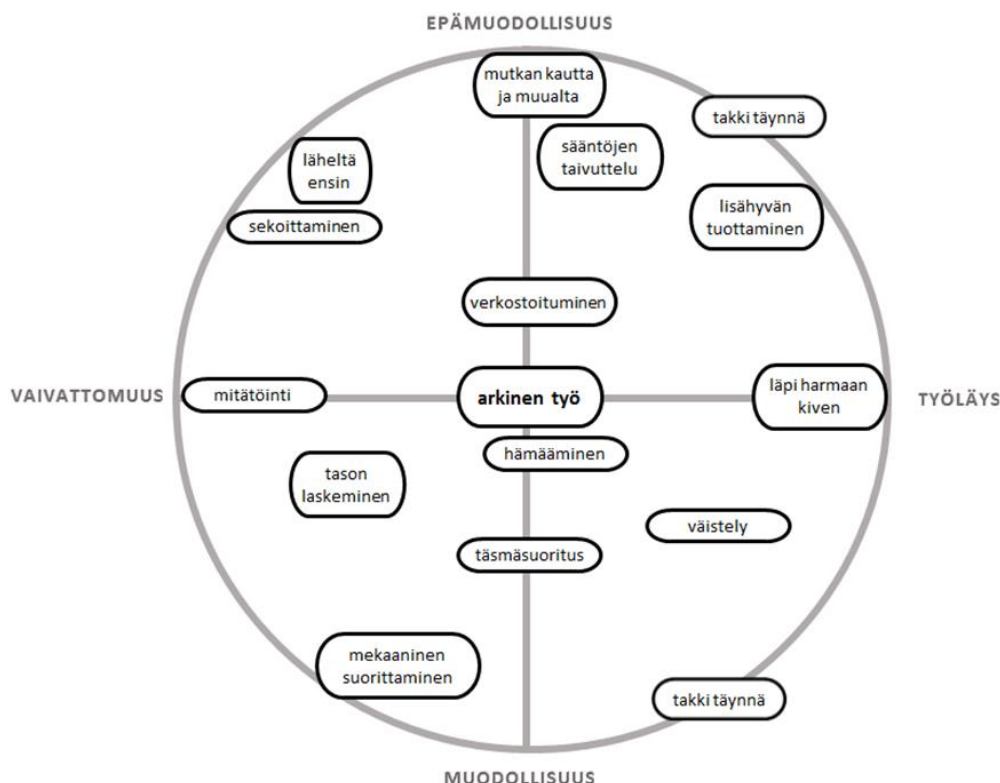 EPÄMUODOLLISUUS
mutkan kautta
ja muualta
takki täynnä
sääntöjen
taivuttelu
läheltä
ensin
lisähyvän
tuottaminen
sekoittaminen
verkostoituminen
VAIVATTOMUUS
mitätöinti
arkinen työ
läpi harmaan
kiven
TYÖLÄYS
hämääminen
tason
laskeminen
väistely
täsmäsuoritus
mekaaninen
suorittaminen
takki täynnä
MUODOLLISUUS